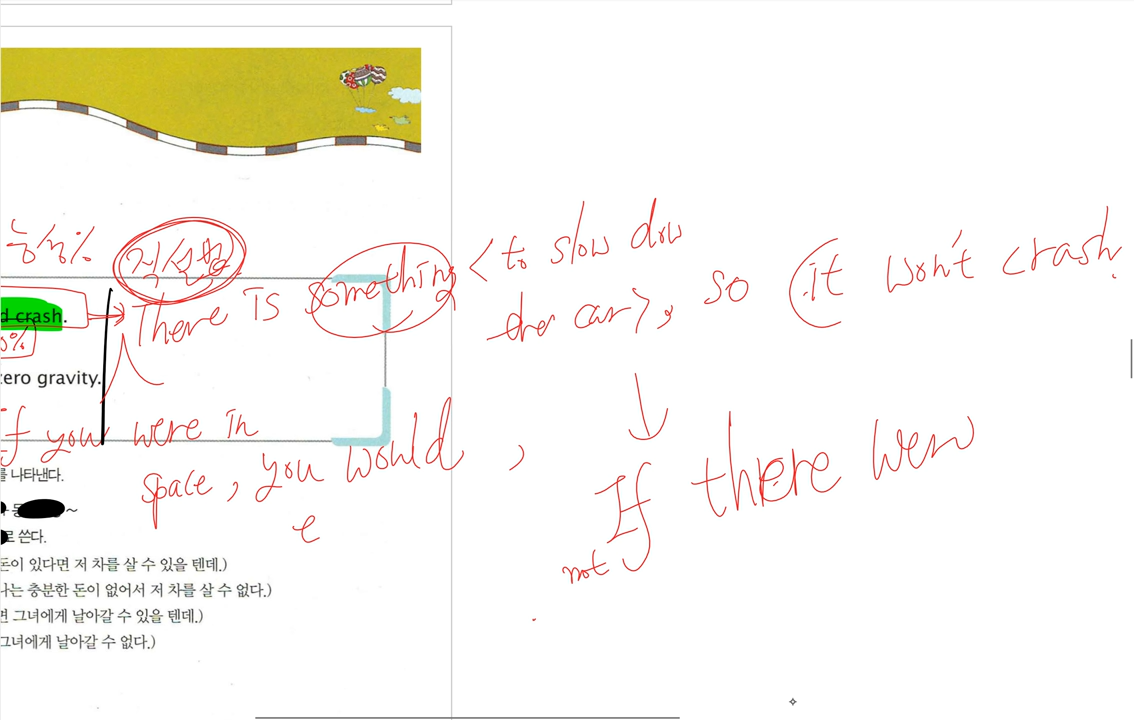 직설법
d crash.
There is something < to slow dow
the car>, so it won't crash.
zero gravity.
if you were in
space, you would,
e
If there wer
not
를 나타낸다.
동 ~
로 쓴다.
돈이 있다면 저 차를 살 수 있을 텐데.)
나는 충분한 돈이 없어서 저 차를 살 수 없다.)
면 그녀에게 날아갈 수 있을 텐데.)
그녀에게 날아갈 수 없다.)